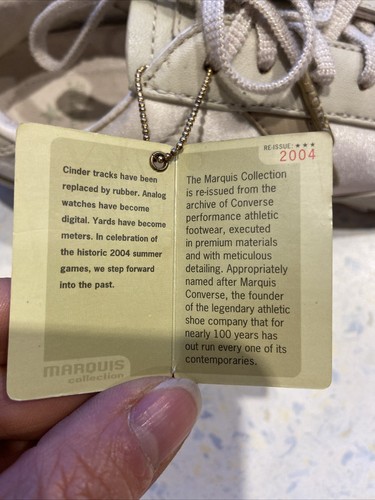 Cinder tracks have been
replaced by rubber. Analog
watches have become
digital. Yards have become
meters. In celebration of
the historic 2004 summer
games, we step forward
into the past.
MARQUIS
collection
RE-ISSUE: ★★★
2004
The Marquis Collection
is re-issued from the
archive of Converse
performance athletic
footwear, executed
in premium materials
and with meticulous
detailing. Appropriately
named after Marquis
Converse, the founder
of the legendary athletic
shoe company that for
nearly 100 years has
out run every one of its
contemporaries.